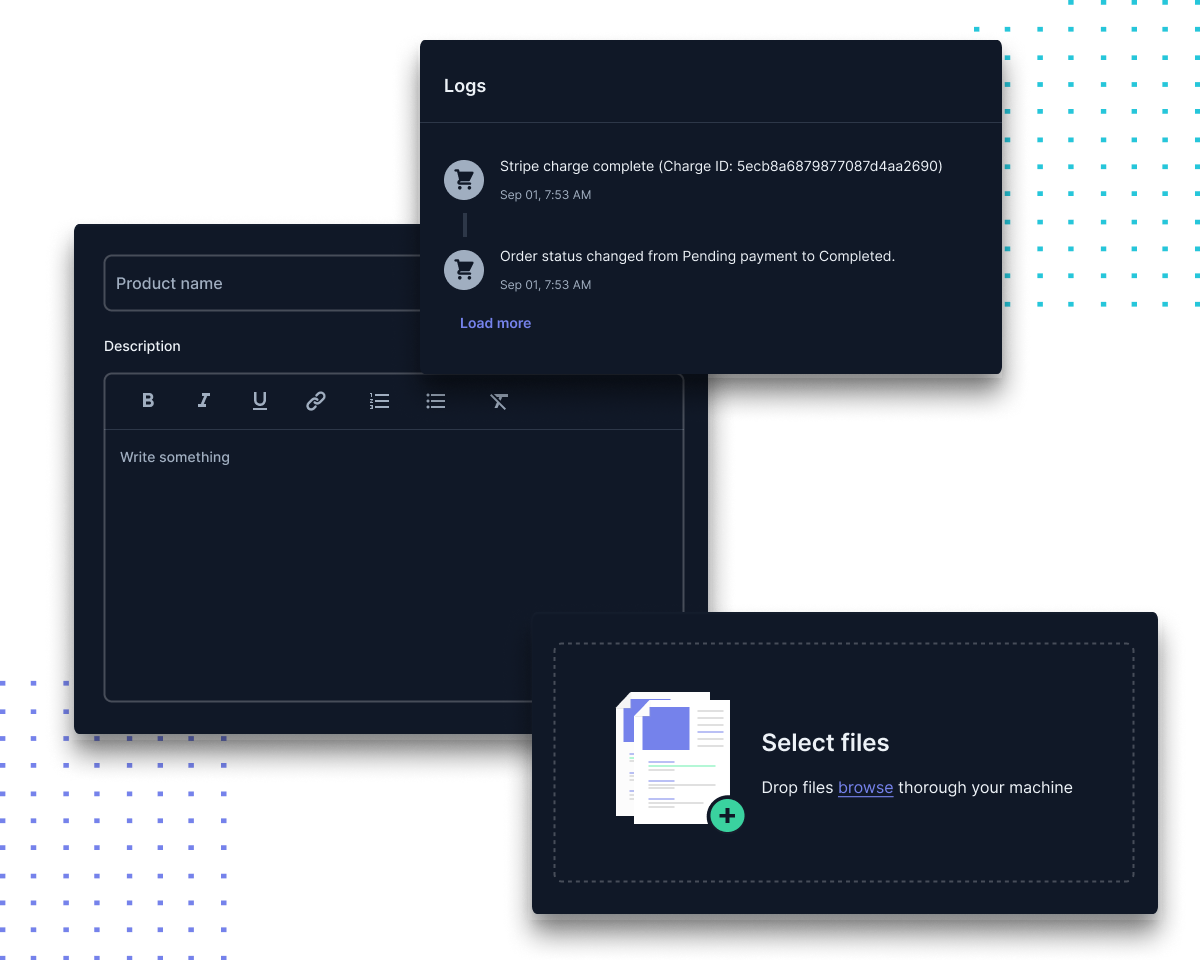 Logs
Stripe charge complete (Charge ID: 5ecb8a6879877087d4aa2690)
Sep 01, 7:53 AM
Order status changed from Pending payment to Completed.
Sep 01, 7:53 AM
Load more
Product name
Description
B I U
Write something
Select files
Drop files browse thorough your machine